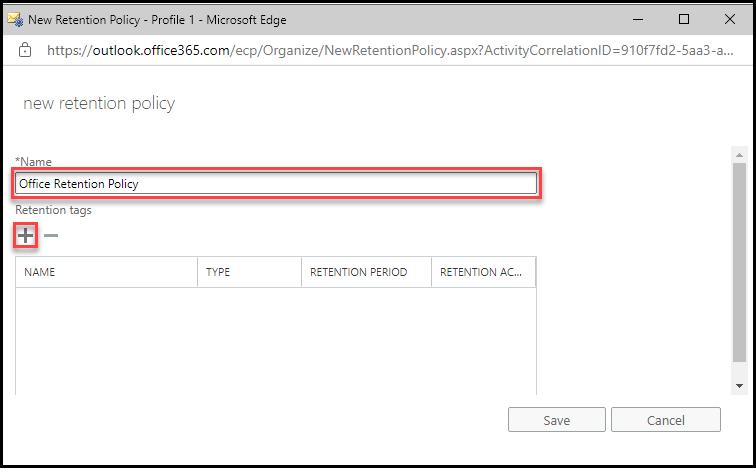 New Retention Policy - Profile 1 - Microsoft Edge
https://outlook.office365.com/ecp/Organize/NewRetentionPolicy.aspx?ActivityCorrelationID=910f7fd2-5aa3-a...
new retention policy
*Name
Office Retention Policy
Retention tags
NAME TYPE RETENTION PERIOD RETENTION AC...
Save Cancel